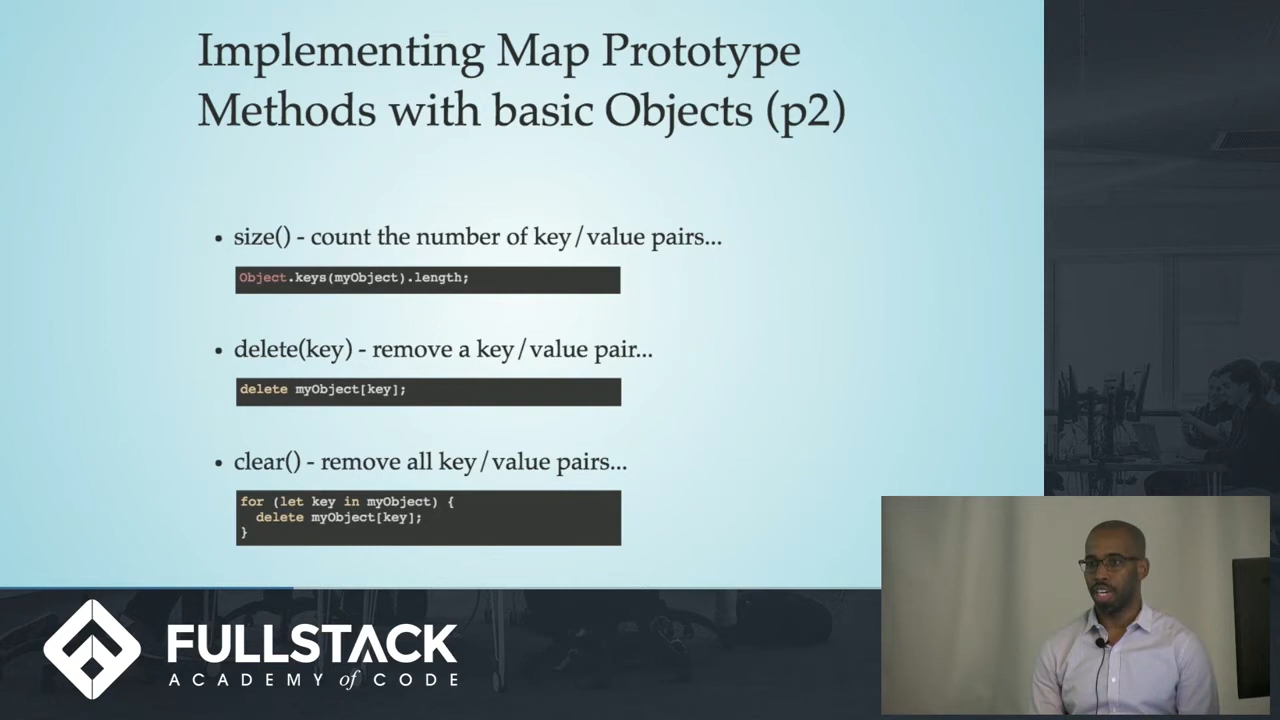 Implementing Map Prototype
Methods with basic Objects (p2)
• size() - count the number of key/value pairs...
Object.keys(myObject).length;
• delete(key) - remove a key/value pair...
delete myObject[key];
• clear() - remove all key/value pairs...
for (let key in myObject) {
  delete myObject[key];
}
FULLSTACK
ACADEMY of CODE